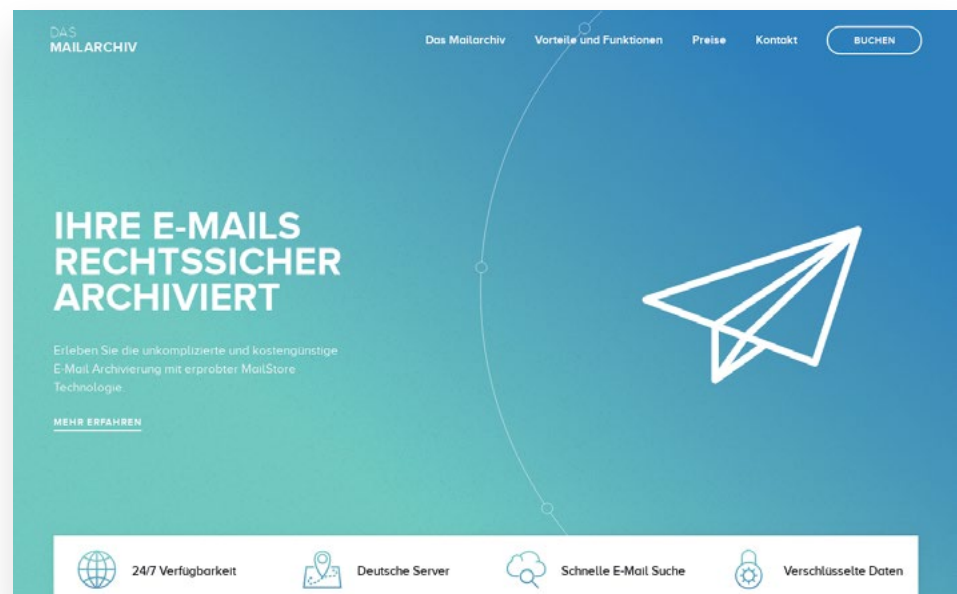 DAS
MAILARCHIV
Das Mailarchiv Vorteile und Funktionen Preise Kontakt BUCHEN
IHRE E-MAILS
RECHTSSICHER
ARCHIVIERT
Erleben Sie die unkomplizierte und kostengünstige
E-Mail Archivierung mit erprobter MailStore
Technologie.
MEHR ERFAHREN
24/7 Verfügbarkeit Deutsche Server Schnelle E-Mail Suche Verschlüsselte Daten